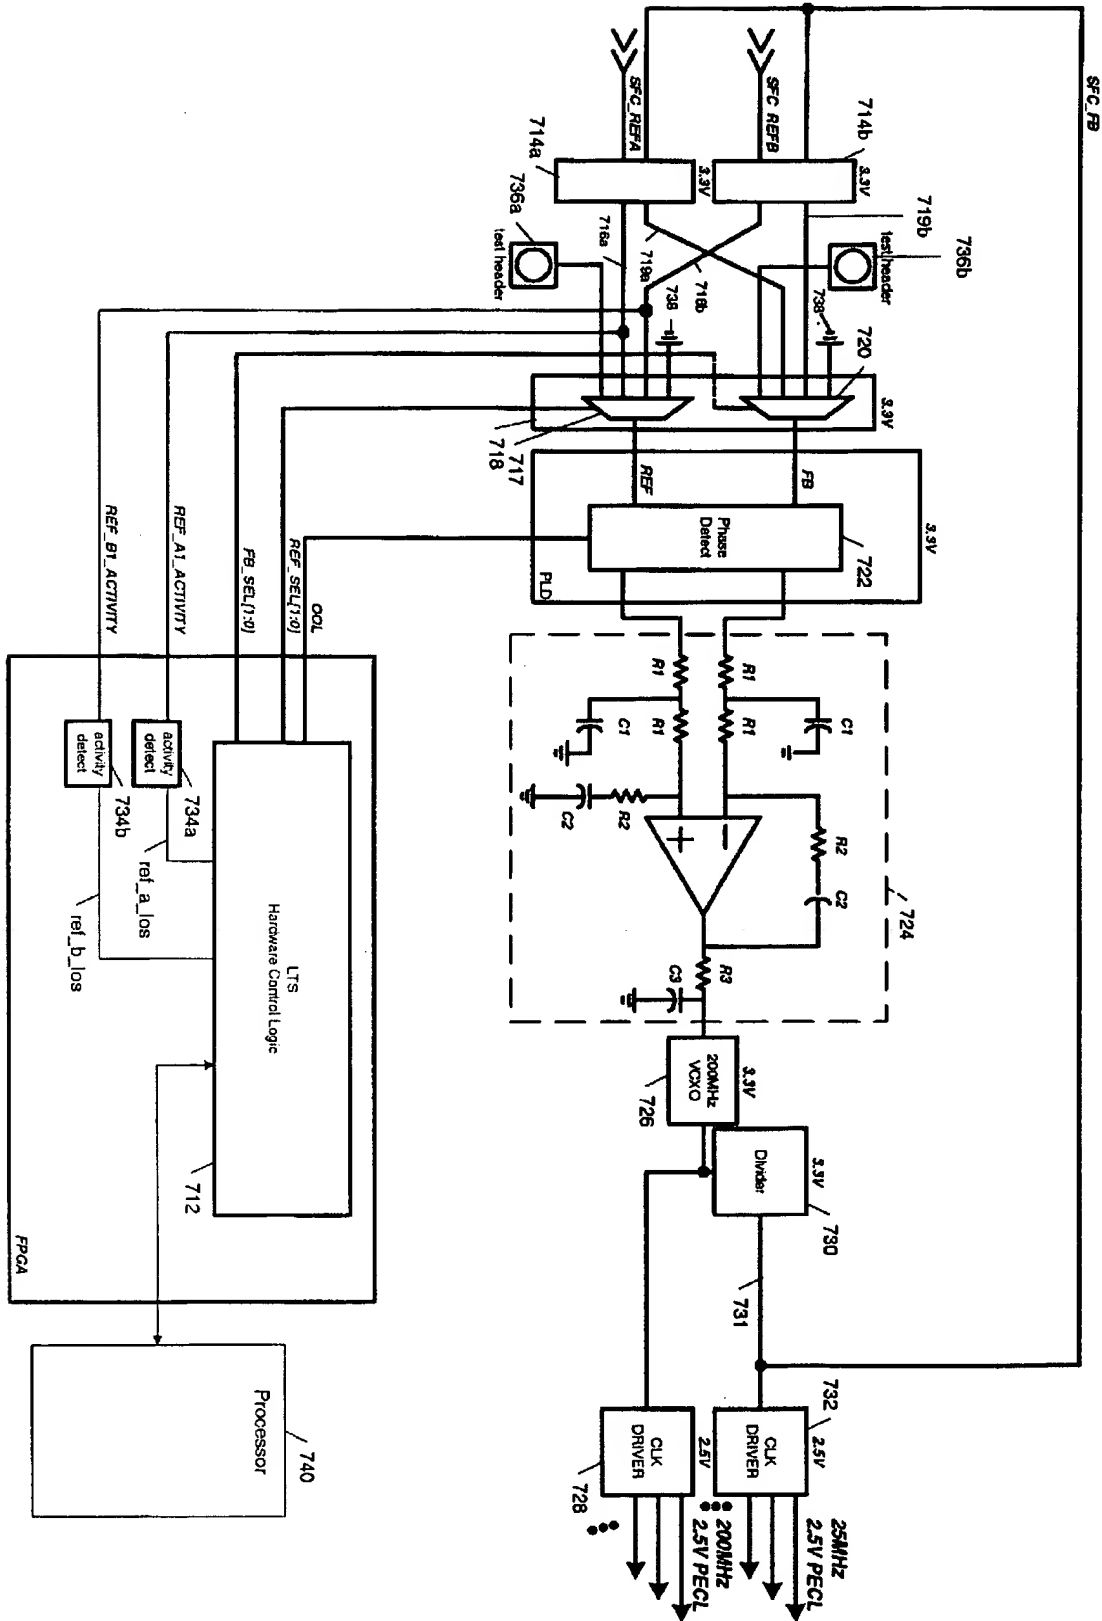 SFC_FB
SFC_REFB
SFC_REFA
714b
3.3V
714a
3.3V
719b
736b
test header
736a
test header
716a
719a
716b
738
738
720
3.3V
717
718
REF
FB
3.3V
Phase
Detect
722
PLD
REF_B1_ACTIVITY
REF_A1_ACTIVITY
FB_SEL[1:0]
REF_SEL[1:0]
OOL
R1
R1
R1
R1
C1
C1
R2
C2
R2
C2
724
R3
C3
3.3V
200MHz
VCXO
726
3.3V
Divider
730
731
732
2.5V
CLK
DRIVER
2.5V
CLK
DRIVER
728
25MHz
2.5V PECL
200MHz
2.5V PECL
activity
detect
734a
activity
detect
734b
ref_a_los
ref_b_los
LTS
Hardware Control Logic
712
FPGA
Processor
740